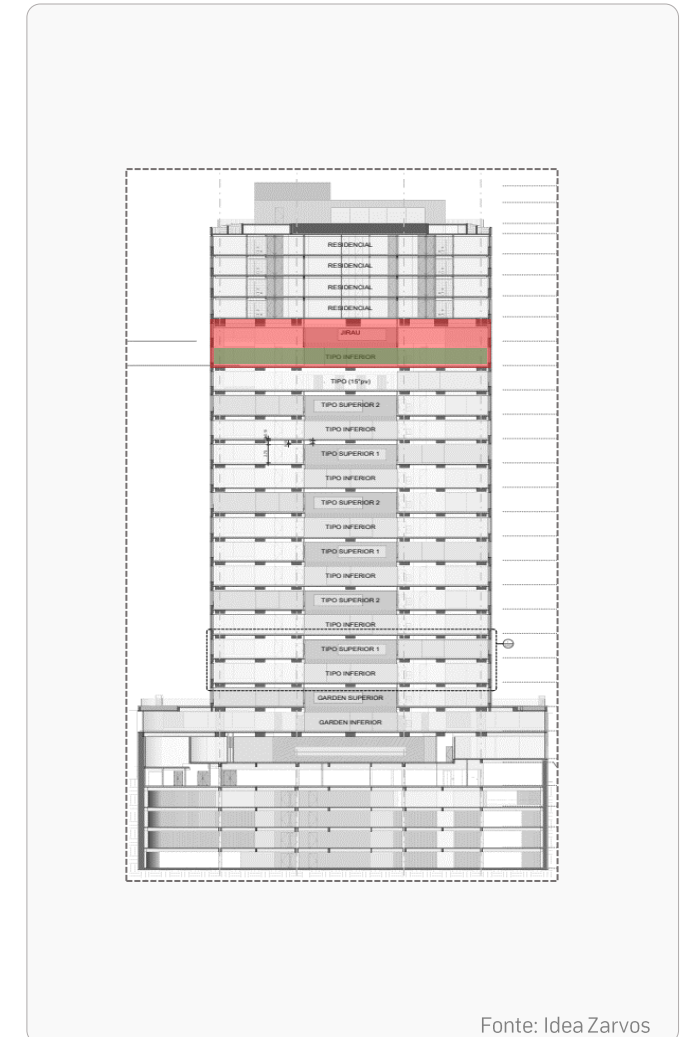 RESIDENCIAL
RESIDENCIAL
RESIDENCIAL
RESIDENCIAL
JIRAU
TIPO INFERIOR
TIPO (15°pv)
TIPO SUPERIOR 2
TIPO INFERIOR
TIPO SUPERIOR 1
TIPO INFERIOR
TIPO SUPERIOR 2
TIPO INFERIOR
TIPO SUPERIOR 1
TIPO INFERIOR
TIPO SUPERIOR 2
TIPO INFERIOR
TIPO SUPERIOR 1
TIPO INFERIOR
GARDEN SUPERIOR
GARDEN INFERIOR
Fonte: Idea Zarvos